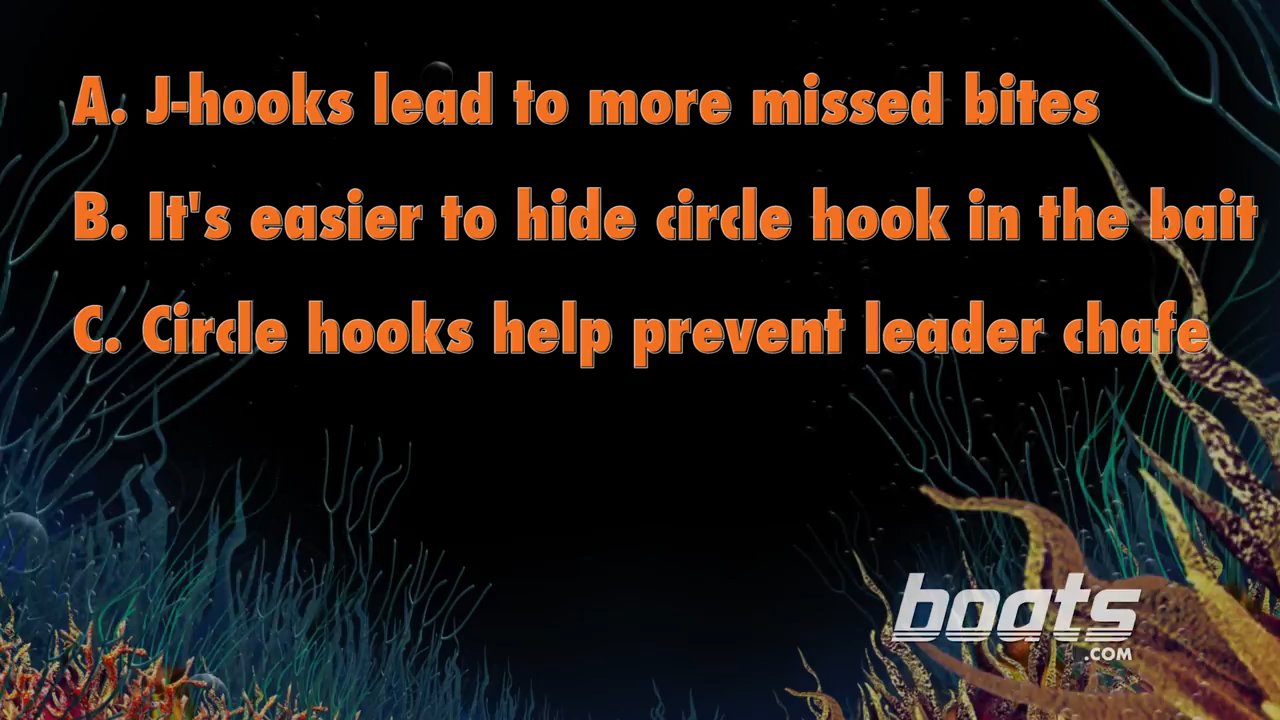 A. J-hooks lead to more missed bites
B. It's easier to hide circle hook in the bait
C. Circle hooks help prevent leader chafe
boats
.COM